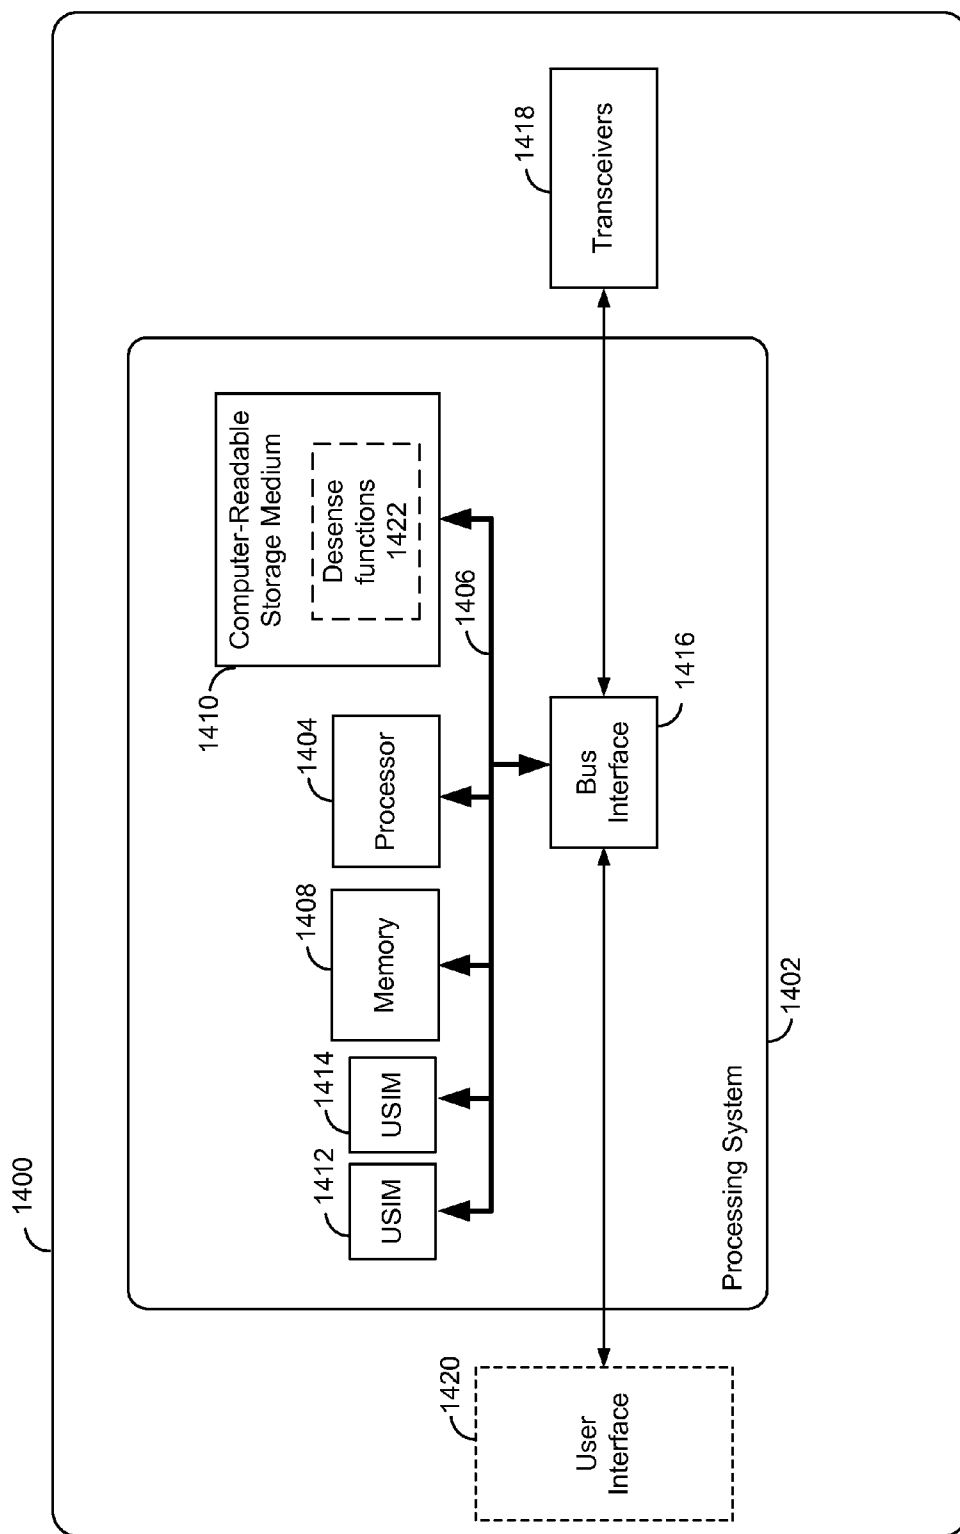 1400
1412
USIM
1414
USIM
1408
Memory
1404
Processor
1410
Computer-Readable
Storage Medium
Desense
functions
1422
1406
1420
User
Interface
Bus
Interface
1416
1418
Transceivers
Processing System
1402